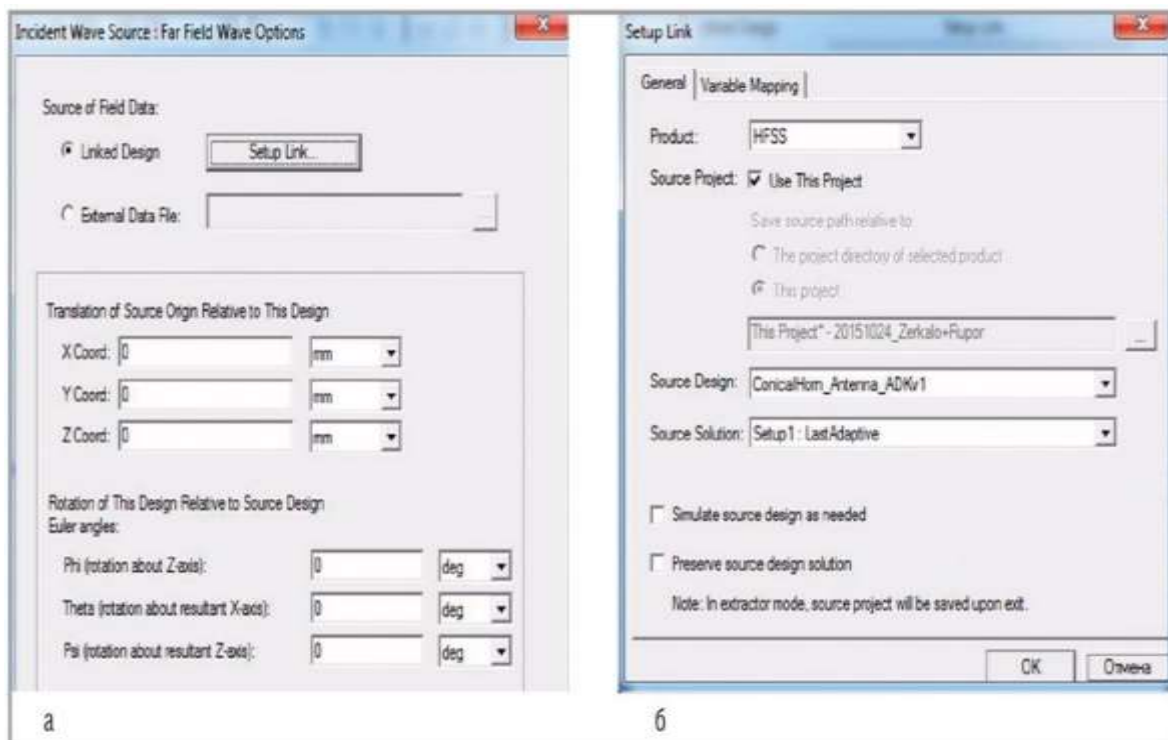 Incident Wave Source : Far Field Wave Options
Source of Field Data:
Linked Design
Setup Link...
External Data File:
...
Translation of Source Origin Relative to This Design
X Coord: 0 mm
Y Coord: 0 mm
Z Coord: 0 mm
Rotation of This Design Relative to Source Design
Euler angles:
Phi (rotation about Z-axis): 0 deg
Theta (rotation about resultant X-axis): 0 deg
Psi (rotation about resultant Z-axis): 0 deg
а
Setup Link
General Variable Mapping
Product: HFSS
Source Project: Use This Project
Save source path relative to
The project directory of selected product
This project
This Project* - 20151024_Zerkalo+Rupor
...
Source Design: ConicalHorn_Antenna_ADKv1
Source Solution: Setup1 : LastAdaptive
Simulate source design as needed
Preserve source design solution
Note: In extractor mode, source project will be saved upon exit.
OK Отмена
б